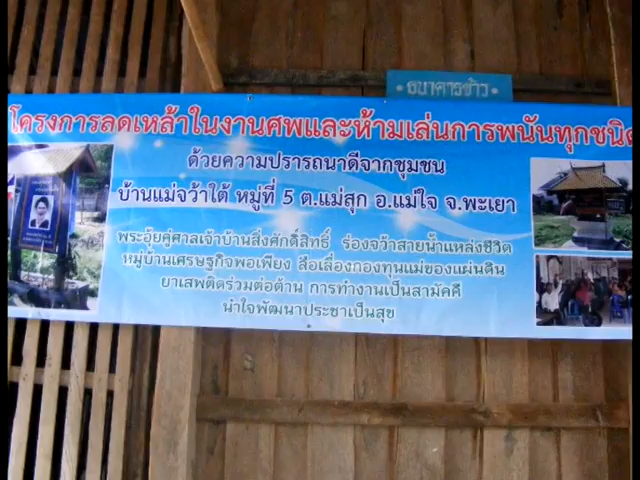 ธนาคารข้าว
โครงการลดเหล้าในงานศพและห้ามเล่นการพนันทุกชนิด
ด้วยความปรารถนาดีจากชุมชน
บ้านแม่จว้าใต้ หมู่ที่ 5 ต.แม่สุก อ.แม่ใจ จ.พะเยา
พระอุ้ยคู่ศาลเจ้าบ้านสิ่งศักดิ์สิทธิ์ ร่องจว้าสายน้ำแหล่งชีวิต
หมู่บ้านเศรษฐกิจพอเพียง ลือเลื่องกองทุนแม่ของแผ่นดิน
ยาเสพติดร่วมต่อต้าน การทำงานเป็นสามัคคี
นำใจพัฒนาประชาเป็นสุข